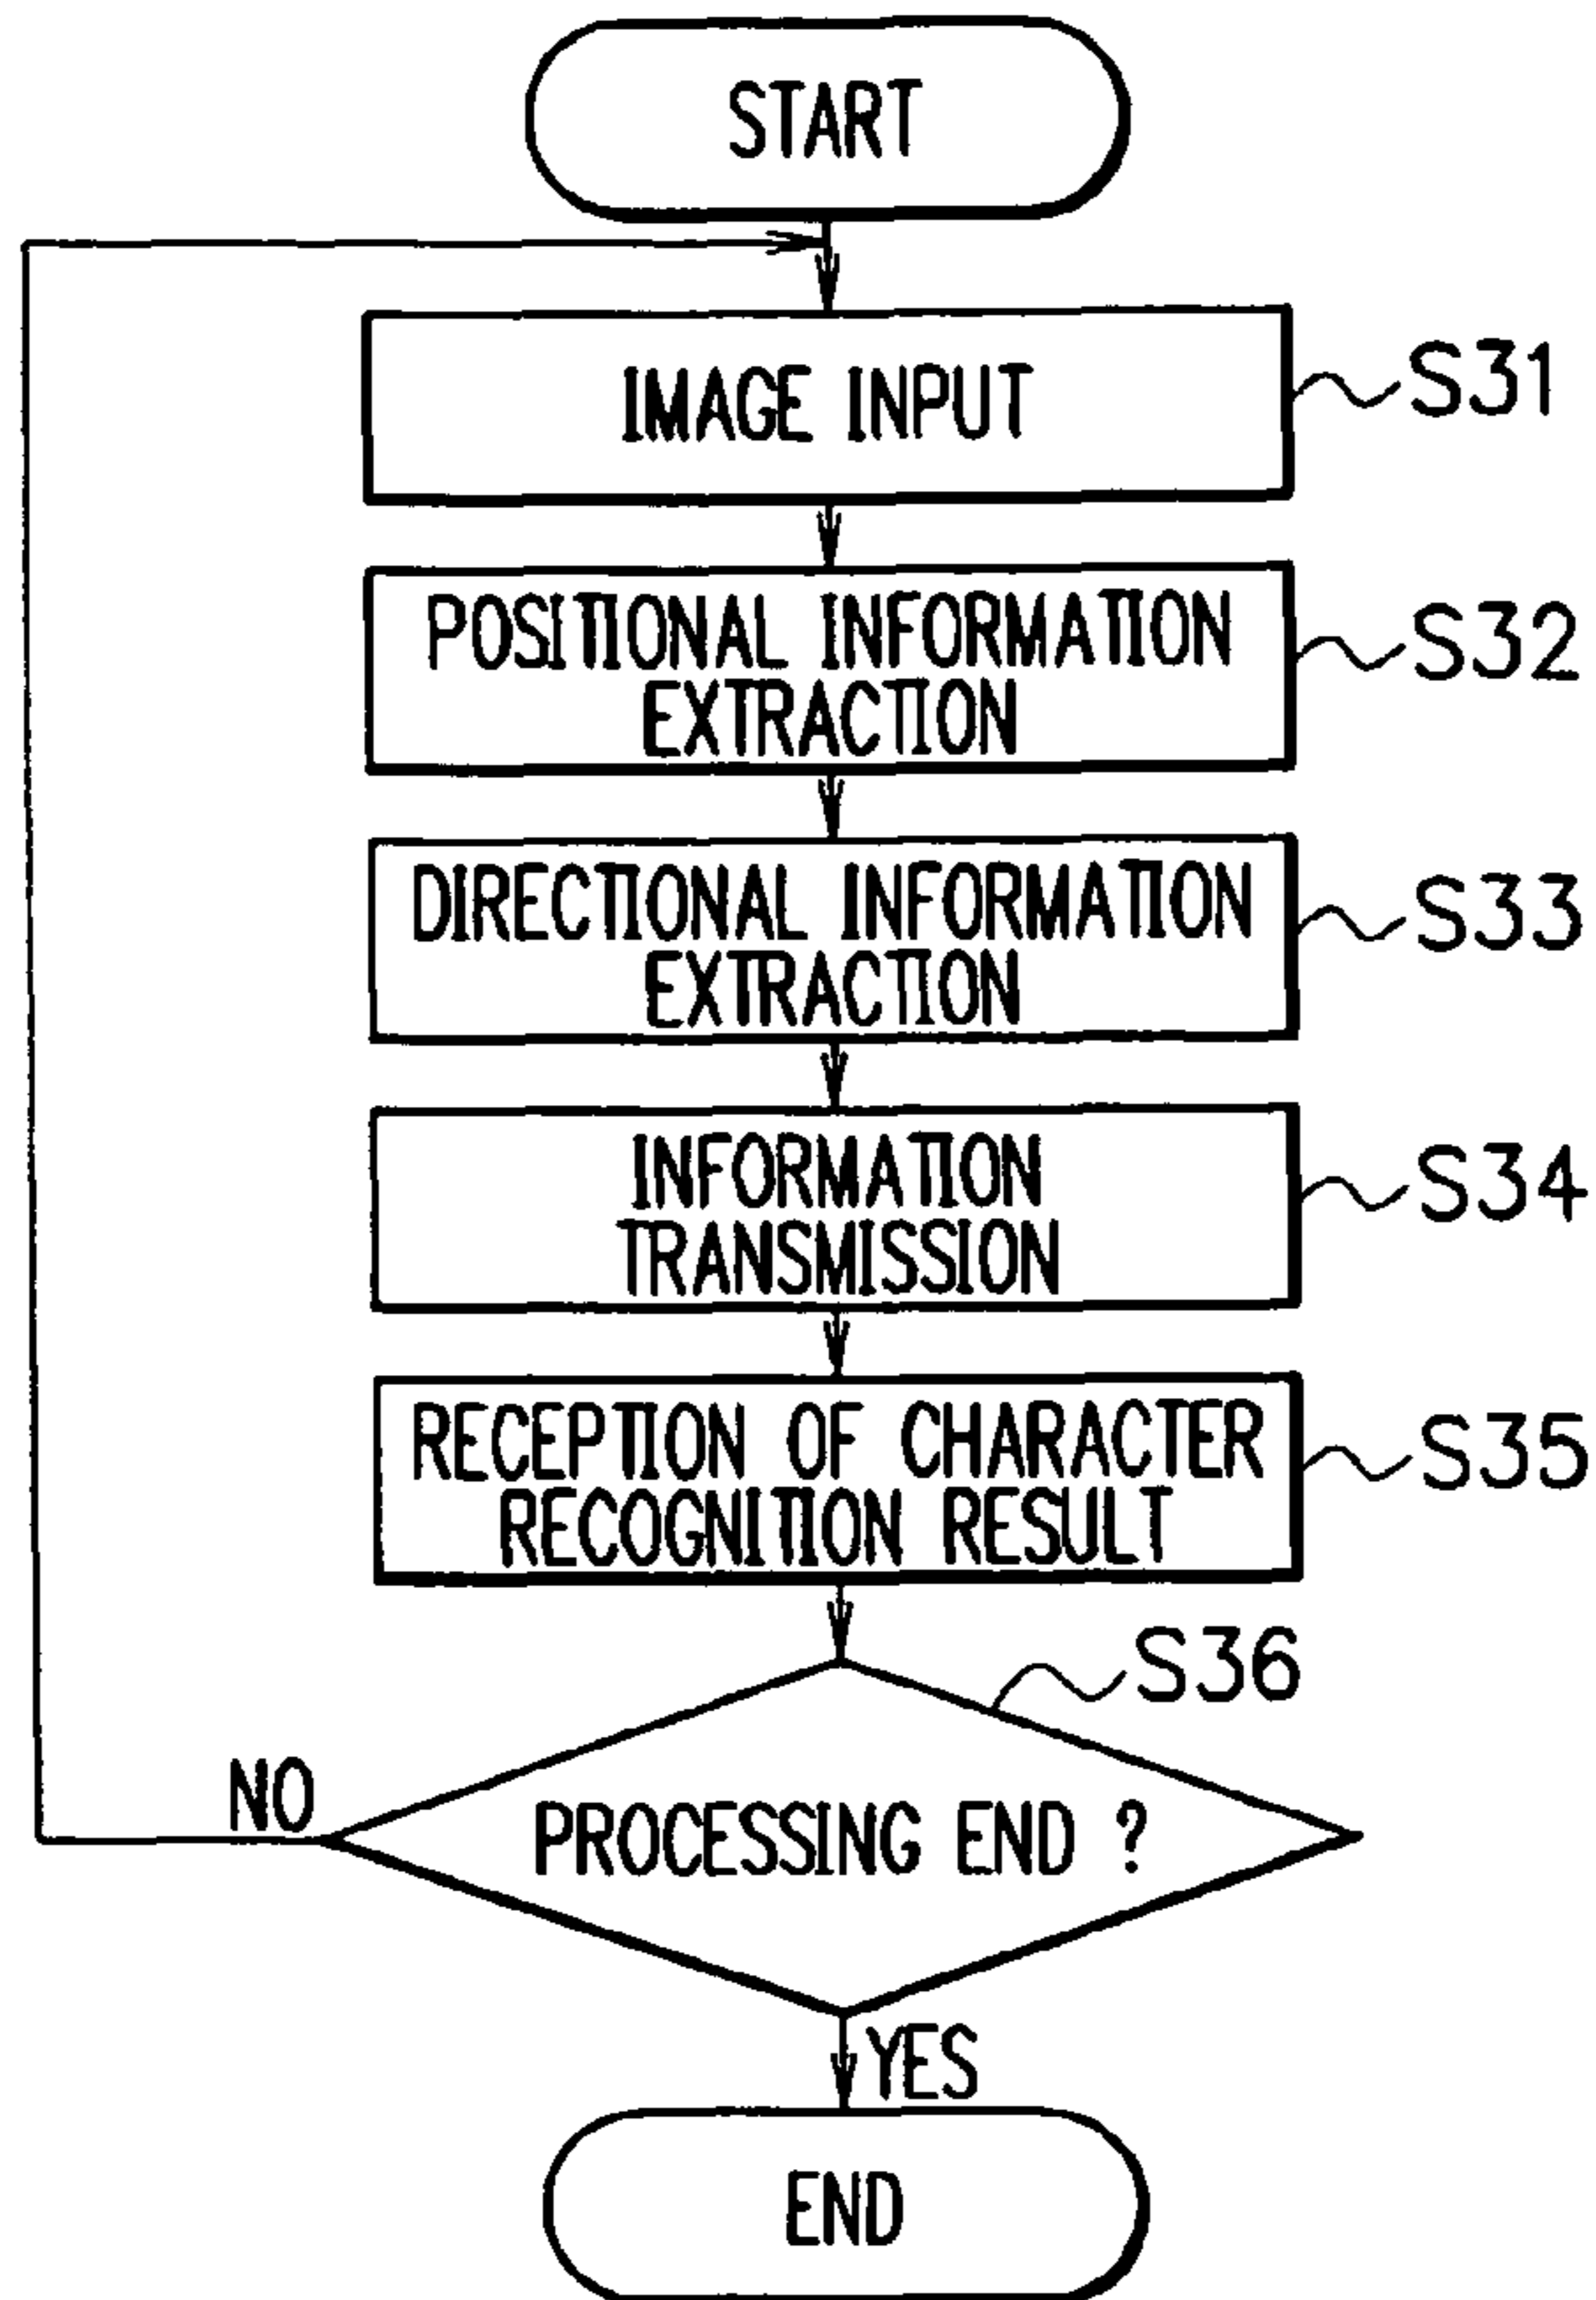 START
IMAGE INPUT
S31
POSITIONAL INFORMATION
EXTRACTION
S32
DIRECTIONAL INFORMATION
EXTRACTION
S33
INFORMATION
TRANSMISSION
S34
RECEPTION OF CHARACTER
RECOGNITION RESULT
S35
S36
NO
PROCESSING END ?
YES
END